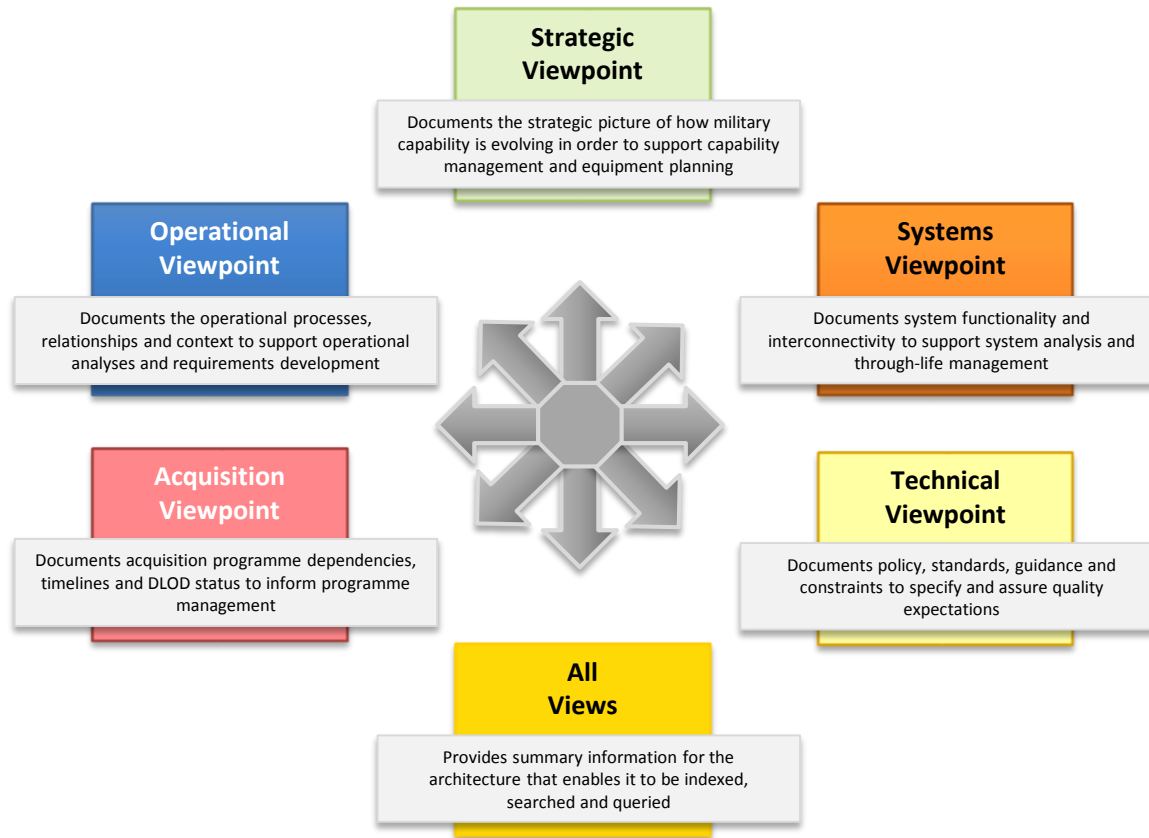 Strategic
Viewpoint
Documents the strategic picture of how military
capability is evolving in order to support capability
management and equipment planning
Operational
Viewpoint
Documents the operational processes,
relationships and context to support operational
analyses and requirements development
Systems
Viewpoint
Documents system functionality and
interconnectivity to support system analysis and
through-life management
Acquisition
Viewpoint
Documents acquisition programme dependencies,
timelines and DLOD status to inform programme
management
Technical
Viewpoint
Documents policy, standards, guidance and
constraints to specify and assure quality
expectations
All
Views
Provides summary information for the
architecture that enables it to be indexed,
searched and queried